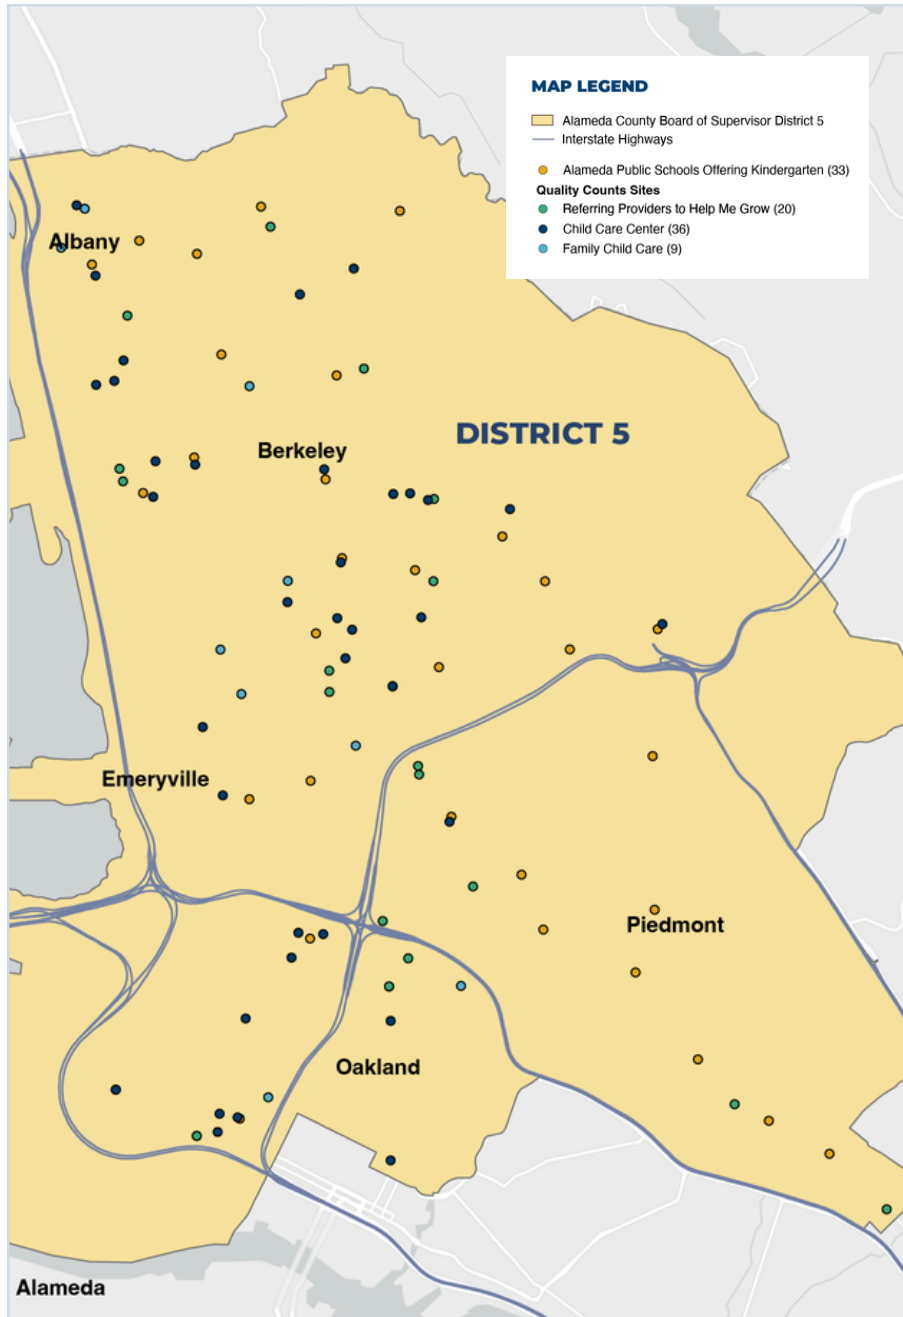 MAP LEGEND
Alameda County Board of Supervisor District 5
Interstate Highways
Alameda Public Schools Offering Kindergarten (33)
Quality Counts Sites
Referring Providers to Help Me Grow (20)
Child Care Center (36)
Family Child Care (9)
Albany
DISTRICT 5
Berkeley
Emeryville
Piedmont
Oakland
Alameda